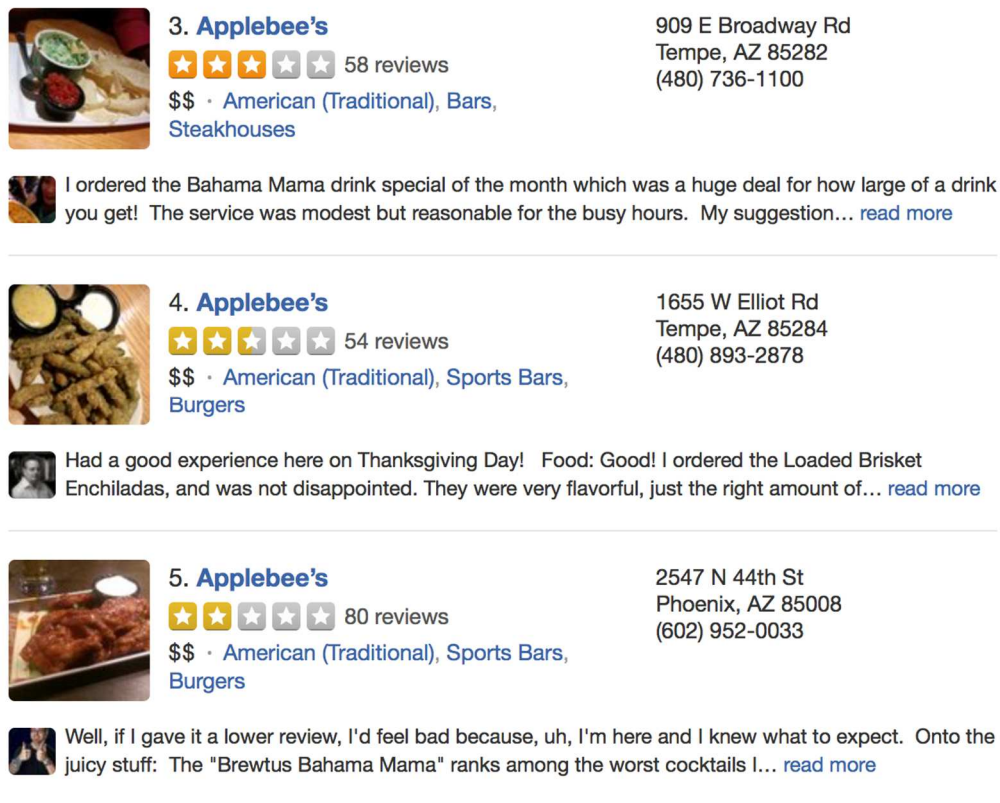 3. Applebee’s
58 reviews
$$ · American (Traditional), Bars,
Steakhouses
909 E Broadway Rd
Tempe, AZ 85282
(480) 736-1100
I ordered the Bahama Mama drink special of the month which was a huge deal for how large of a drink
you get!  The service was modest but reasonable for the busy hours.  My suggestion… read more
4. Applebee’s
54 reviews
$$ · American (Traditional), Sports Bars,
Burgers
1655 W Elliot Rd
Tempe, AZ 85284
(480) 893-2878
Had a good experience here on Thanksgiving Day!   Food: Good! I ordered the Loaded Brisket
Enchiladas, and was not disappointed. They were very flavorful, just the right amount of… read more
5. Applebee’s
80 reviews
$$ · American (Traditional), Sports Bars,
Burgers
2547 N 44th St
Phoenix, AZ 85008
(602) 952-0033
Well, if I gave it a lower review, I'd feel bad because, uh, I'm here and I knew what to expect.  Onto the
juicy stuff:  The "Brewtus Bahama Mama" ranks among the worst cocktails I… read more